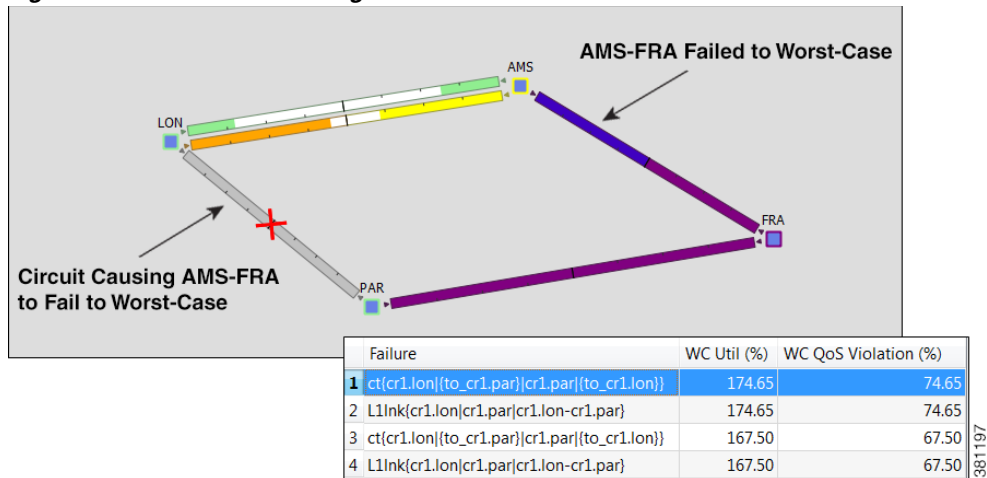 AMS-FRA Failed to Worst-Case
AMS
LON
FRA
Circuit Causing AMS-FRA
to Fail to Worst-Case
PAR
Failure WC Util (%) WC QoS Violation (%)
1 ct{cr1.lon|{to_cr1.par}|cr1.par|{to_cr1.lon}} 174.65 74.65
2 L1lnk{cr1.lon|cr1.par|cr1.lon-cr1.par} 174.65 74.65
3 ct{cr1.lon|{to_cr1.par}|cr1.par|{to_cr1.lon}} 167.50 67.50
4 L1lnk{cr1.lon|cr1.par|cr1.lon-cr1.par} 167.50 67.50
381197